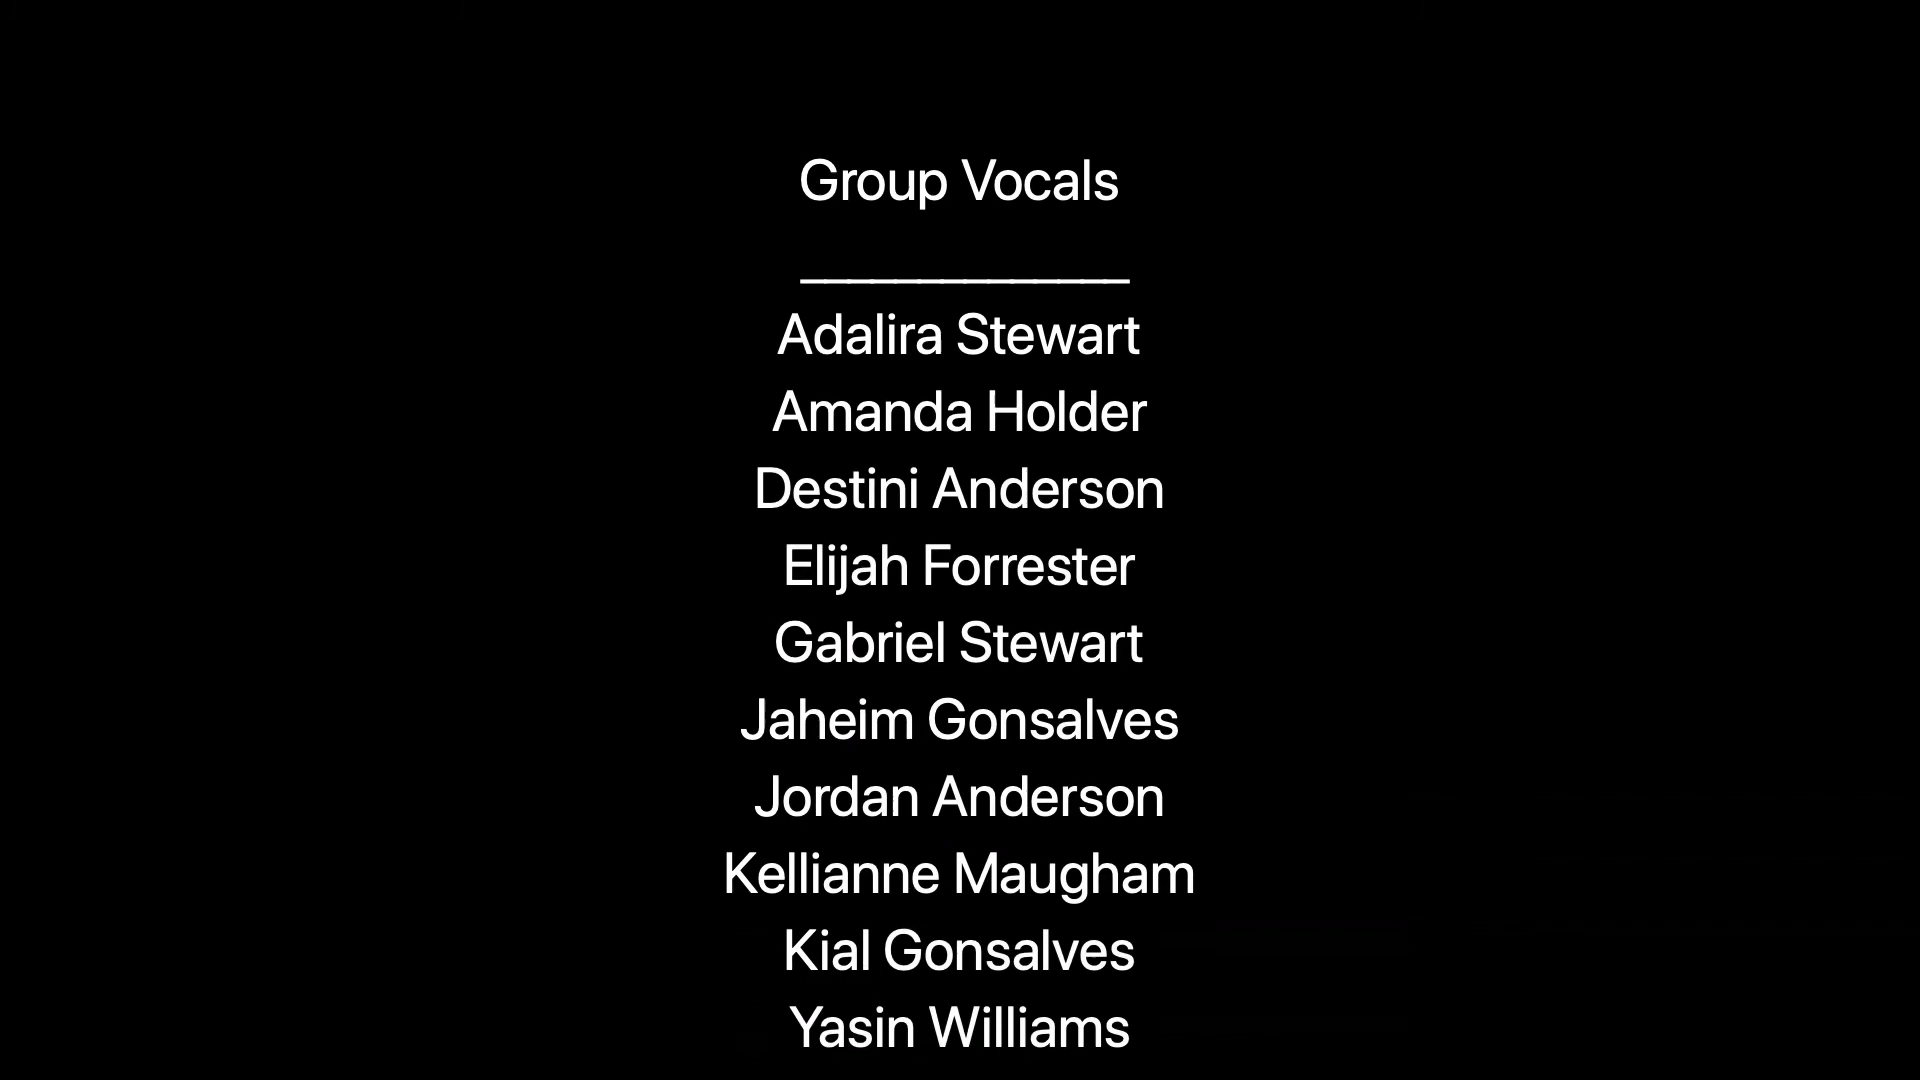 Group Vocals
______________
Adalira Stewart
Amanda Holder
Destini Anderson
Elijah Forrester
Gabriel Stewart
Jaheim Gonsalves
Jordan Anderson
Kellianne Maugham
Kial Gonsalves
Yasin Williams